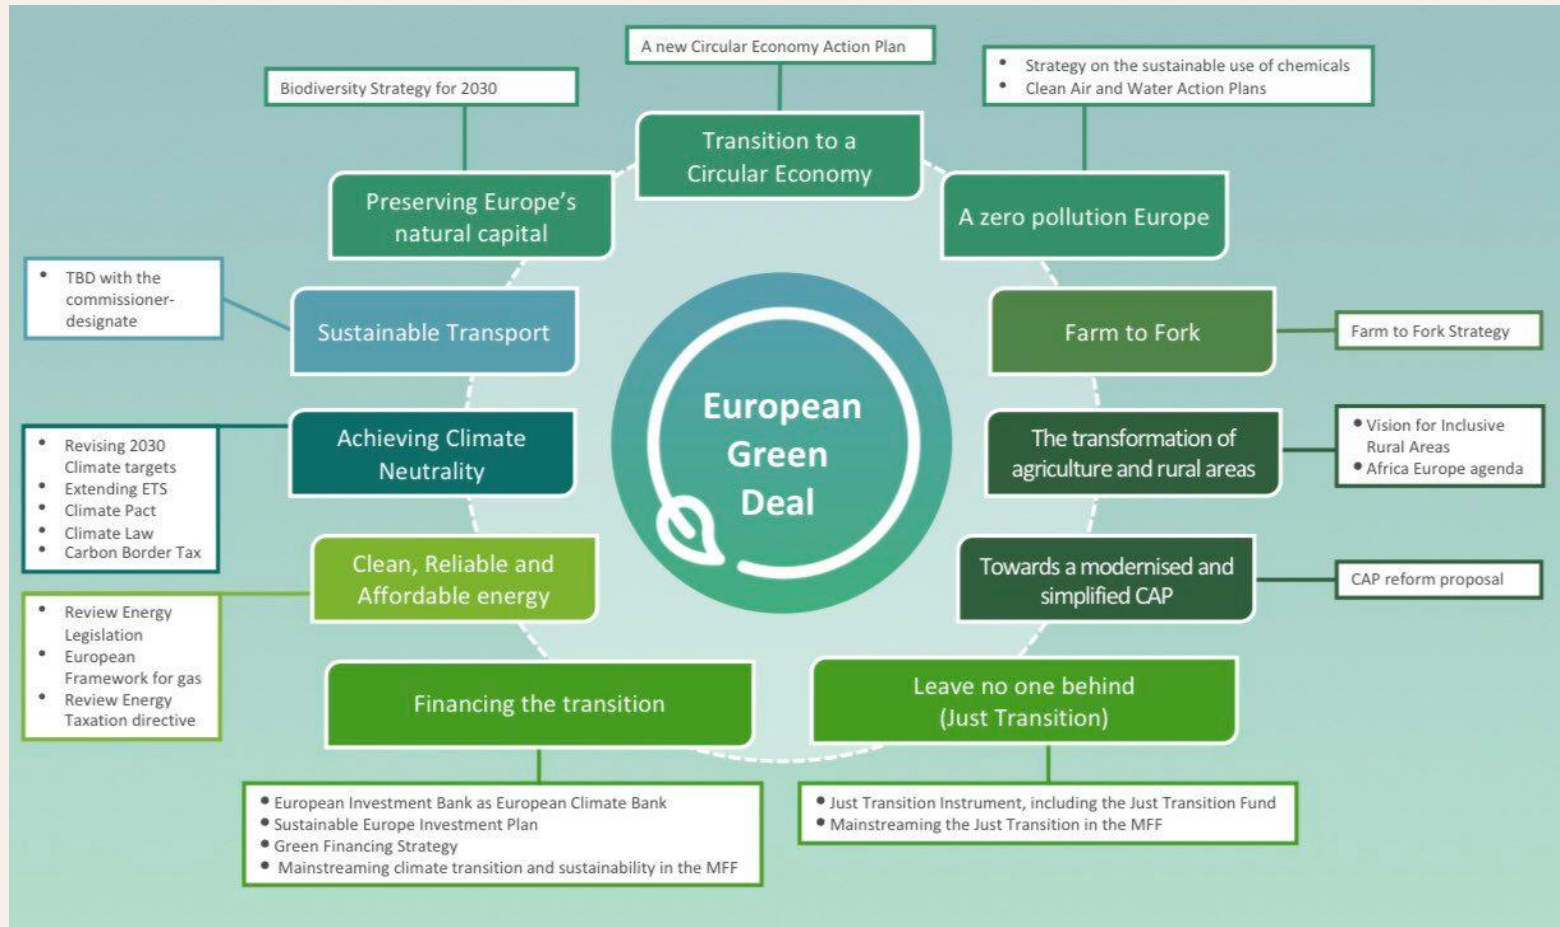 A new Circular Economy Action Plan
• Strategy on the sustainable use of chemicals
• Clean Air and Water Action Plans
Biodiversity Strategy for 2030
Transition to a
Circular Economy
Preserving Europe's
natural capital
A zero pollution Europe
• TBD with the
commissioner-
designate
Sustainable Transport
Farm to Fork
Farm to Fork Strategy
European
Green
Deal
• Revising 2030
Climate targets
• Extending ETS
• Climate Pact
• Climate Law
• Carbon Border Tax
Achieving Climate
Neutrality
The transformation of
agriculture and rural areas
• Vision for Inclusive
Rural Areas
• Africa Europe agenda
Clean, Reliable and
Affordable energy
Towards a modernised and
simplified CAP
CAP reform proposal
• Review Energy
Legislation
• European
Framework for gas
• Review Energy
Taxation directive
Financing the transition
Leave no one behind
(Just Transition)
• European Investment Bank as European Climate Bank
• Sustainable Europe Investment Plan
• Green Financing Strategy
• Mainstreaming climate transition and sustainability in the MFF
• Just Transition Instrument, including the Just Transition Fund
• Mainstreaming the Just Transition in the MFF